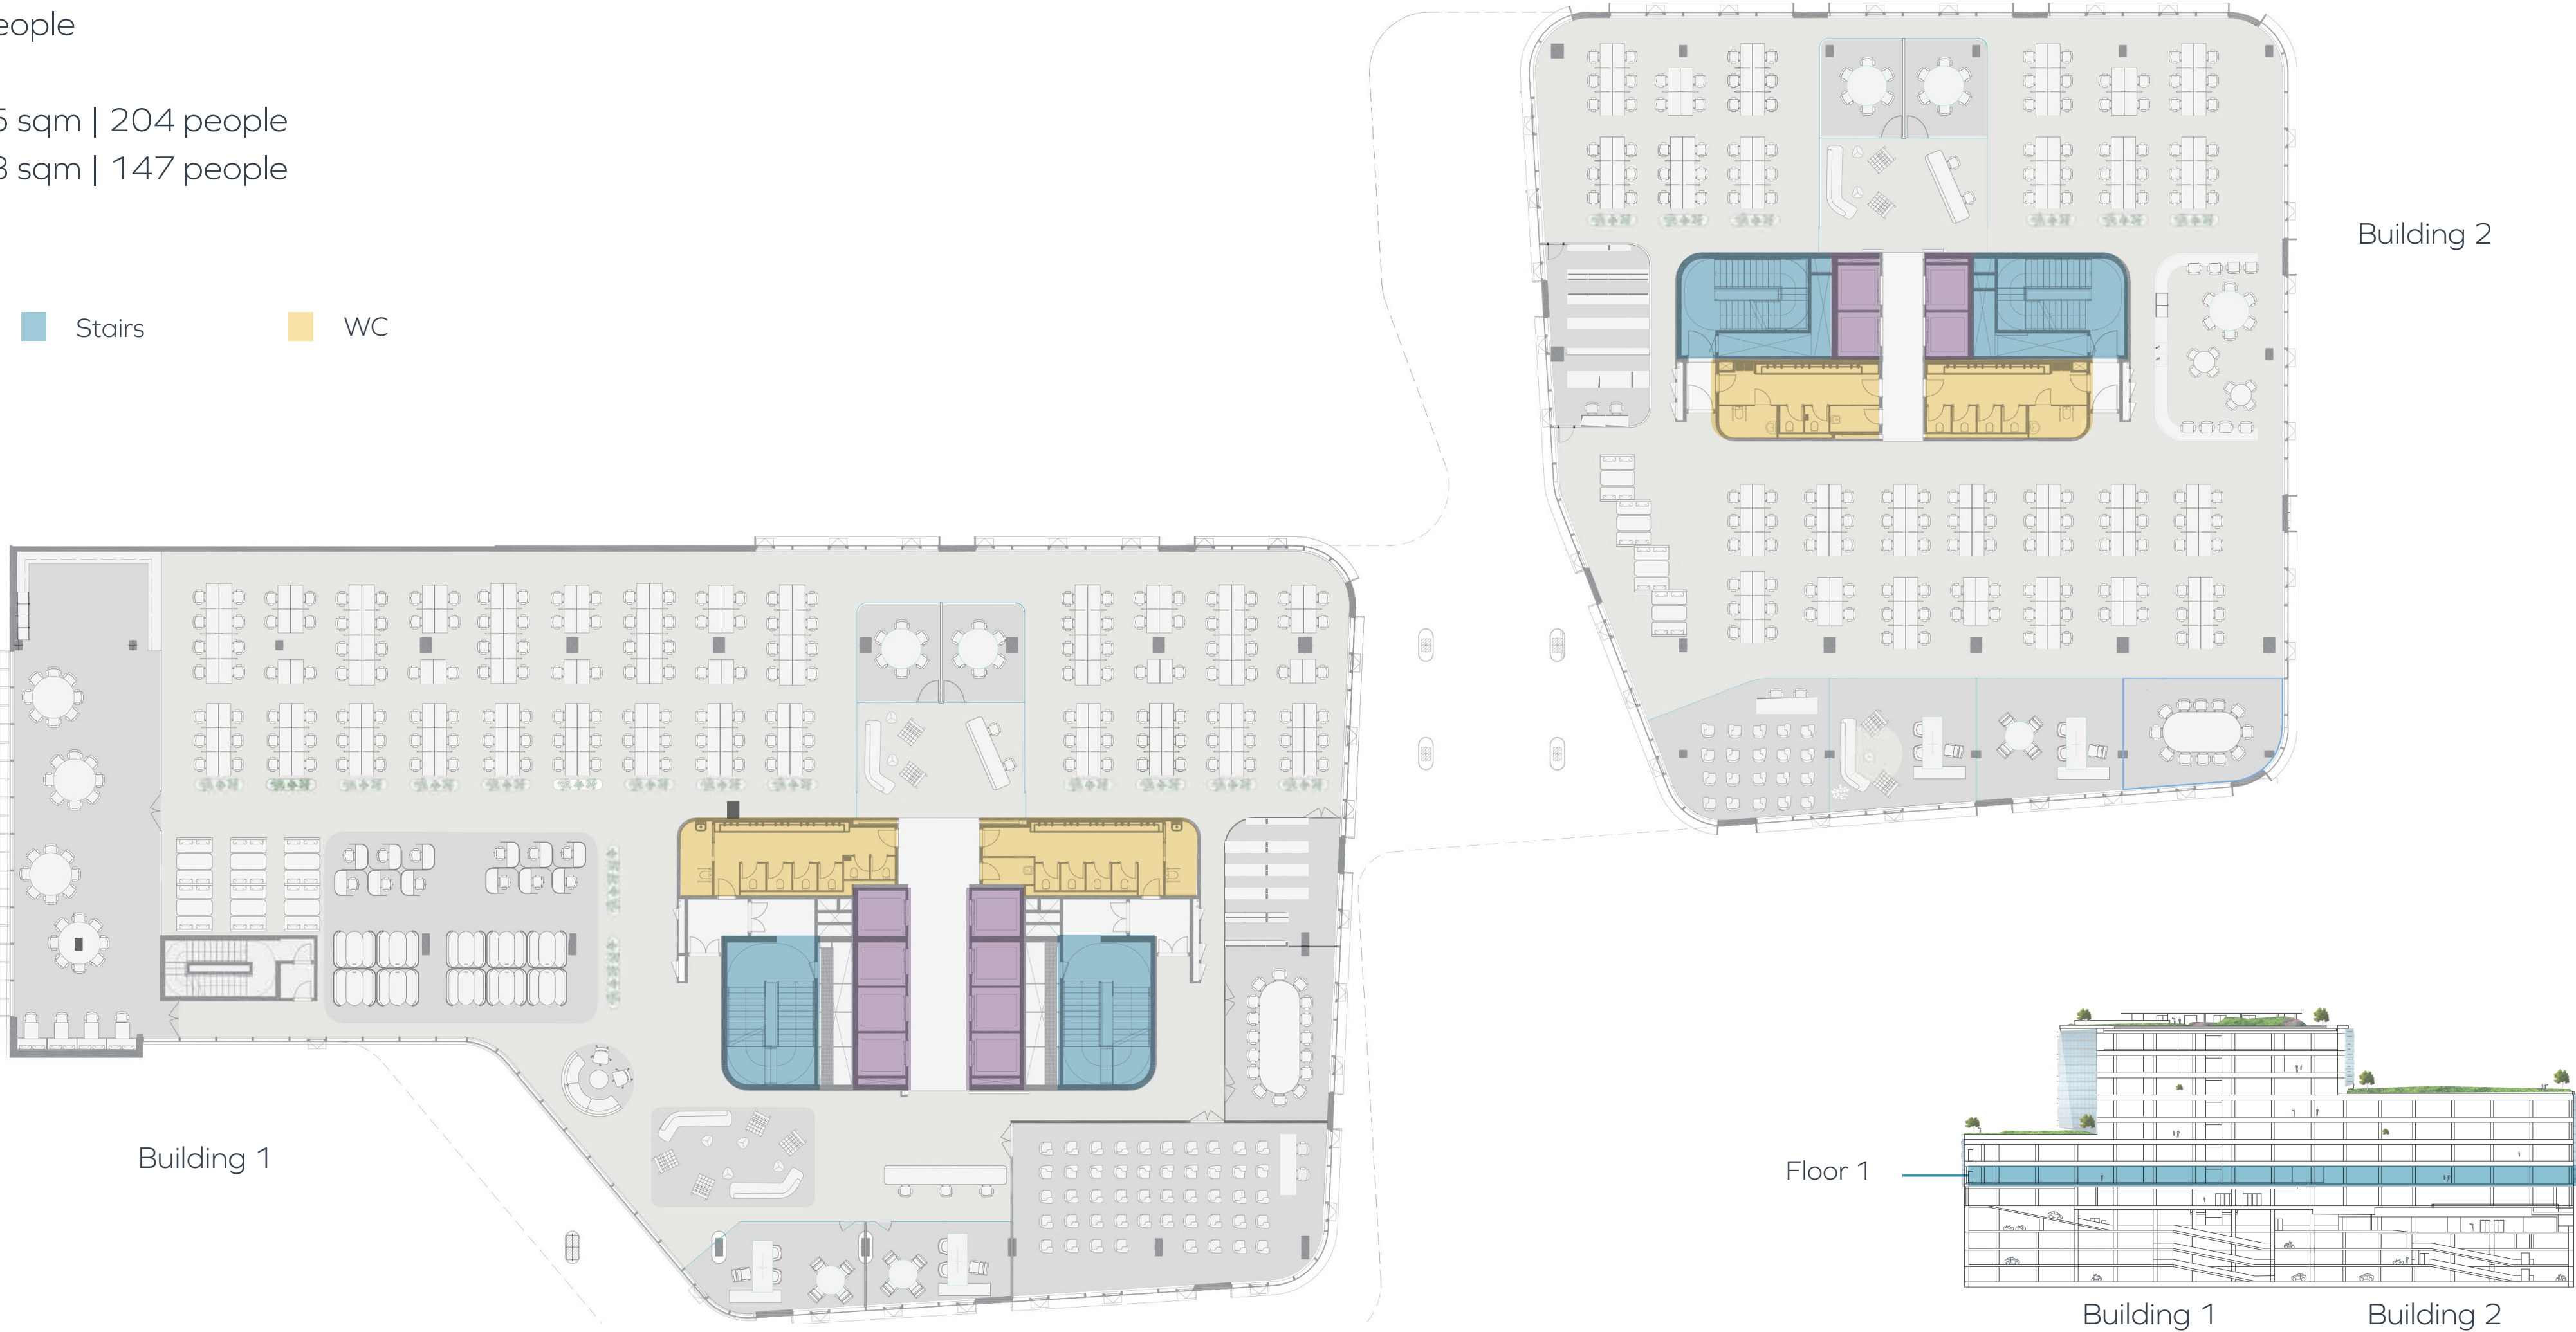 eople
5 sqm | 204 people
3 sqm | 147 people
Stairs
WC
Building 2
Building 1
Floor 1
Building 1
Building 2